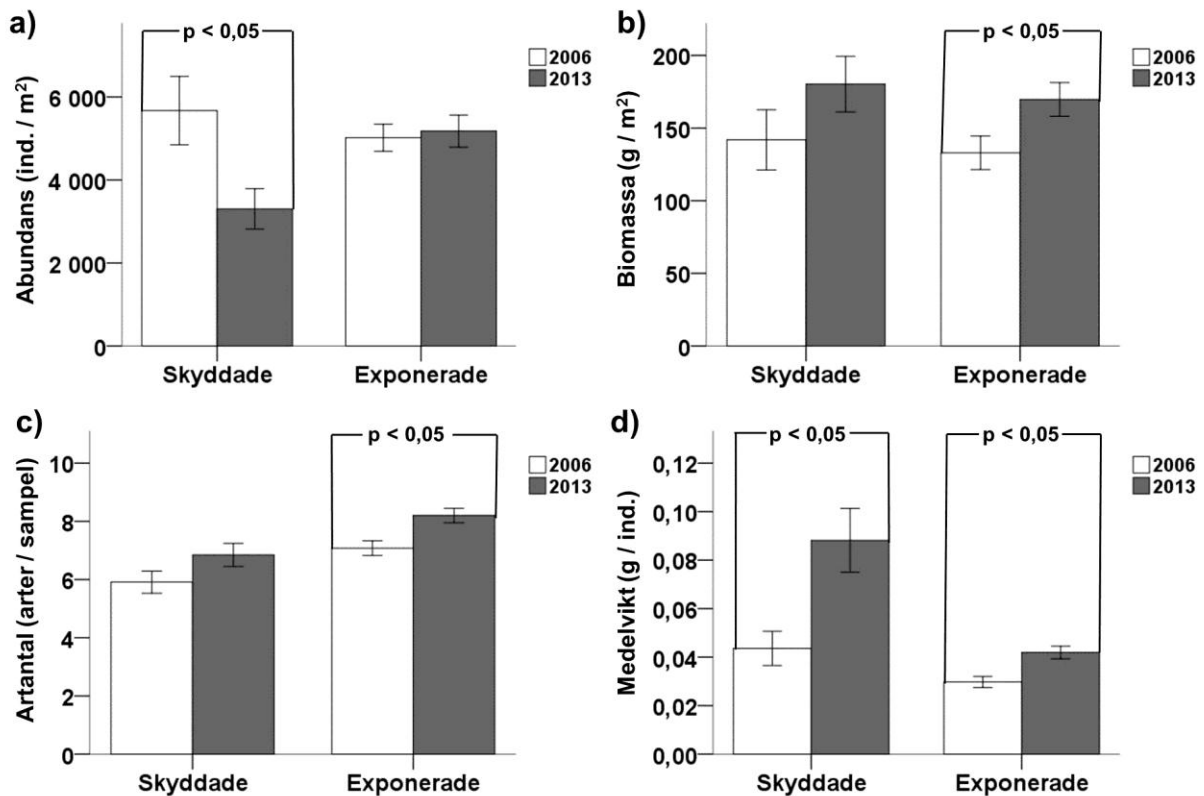 a)
p < 0,05
2006
2013
Abundans (ind. / m²)
6 000
4 000
2 000
0
Skyddade
Exponerade
b)
p < 0,05
2006
2013
Biomassa (g / m²)
200
150
100
50
0
Skyddade
Exponerade
c)
p < 0,05
2006
2013
Artantal (arter / sampel)
10
8
6
4
2
0
Skyddade
Exponerade
d)
p < 0,05
p < 0,05
2006
2013
Medelvikt (g / ind.)
0,12
0,10
0,08
0,06
0,04
0,02
0,00
Skyddade
Exponerade